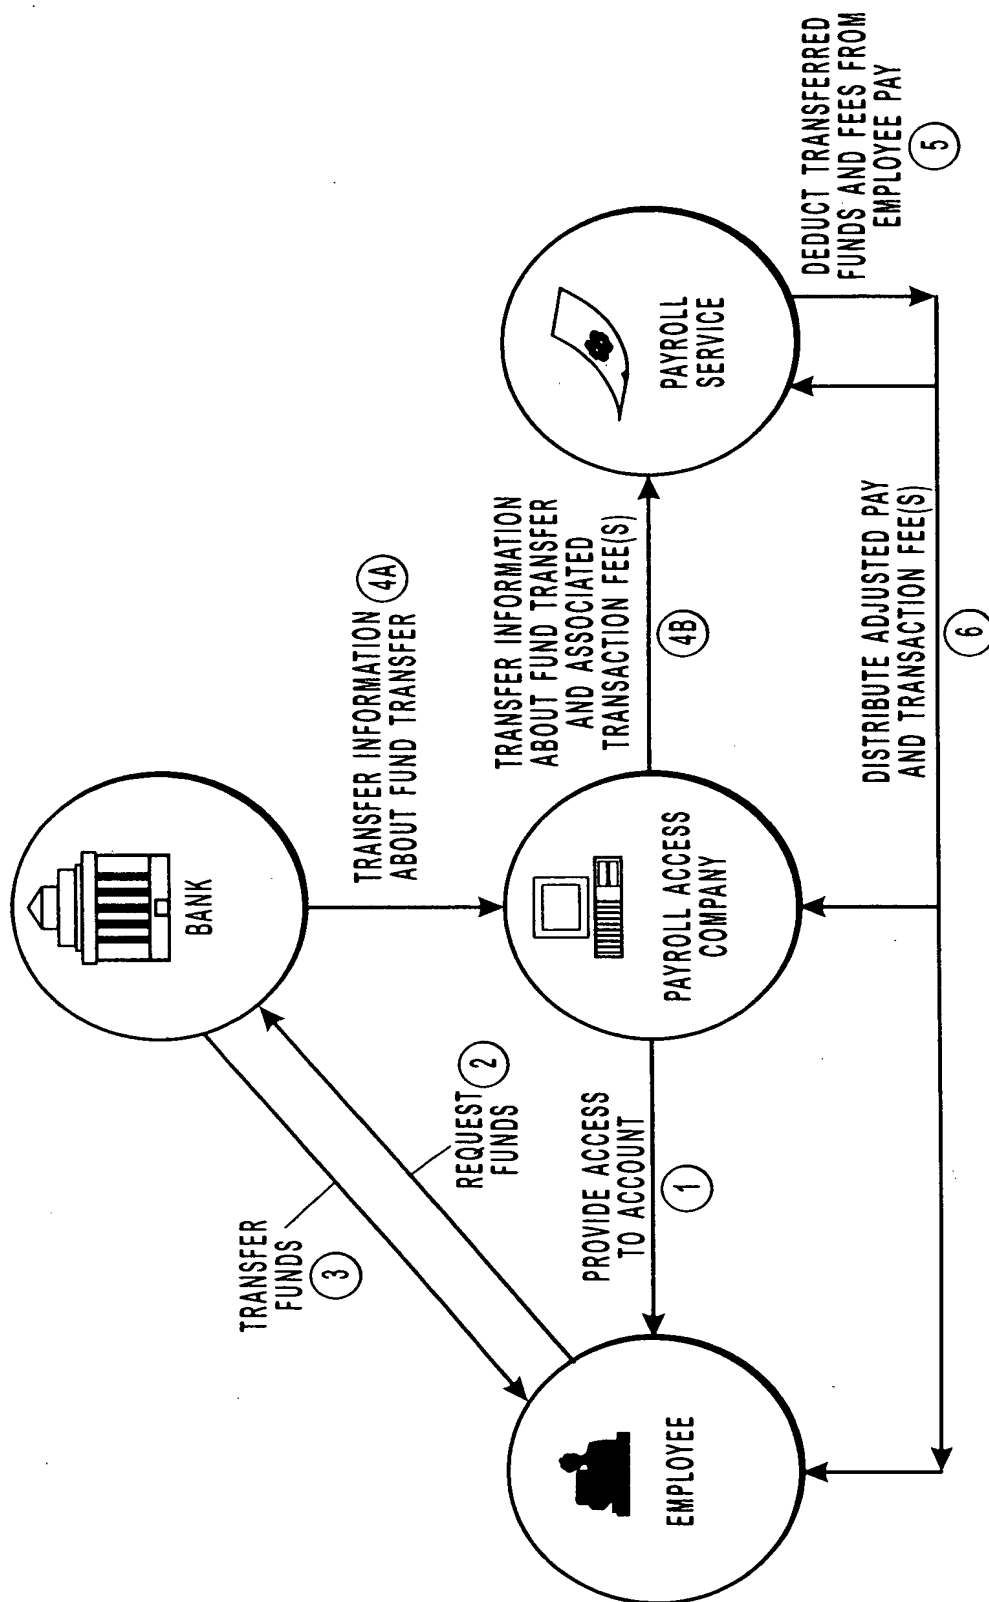 BANK
TRANSFER
FUNDS
3
REQUEST
FUNDS
2
TRANSFER INFORMATION
ABOUT FUND TRANSFER
4A
EMPLOYEE
PROVIDE ACCESS
TO ACCOUNT
1
PAYROLL ACCESS
COMPANY
TRANSFER INFORMATION
ABOUT FUND TRANSFER
AND ASSOCIATED
TRANSACTION FEE(S)
4B
PAYROLL
SERVICE
DEDUCT TRANSFERRED
FUNDS AND FEES FROM
EMPLOYEE PAY
5
DISTRIBUTE ADJUSTED PAY
AND TRANSACTION FEE(S)
6